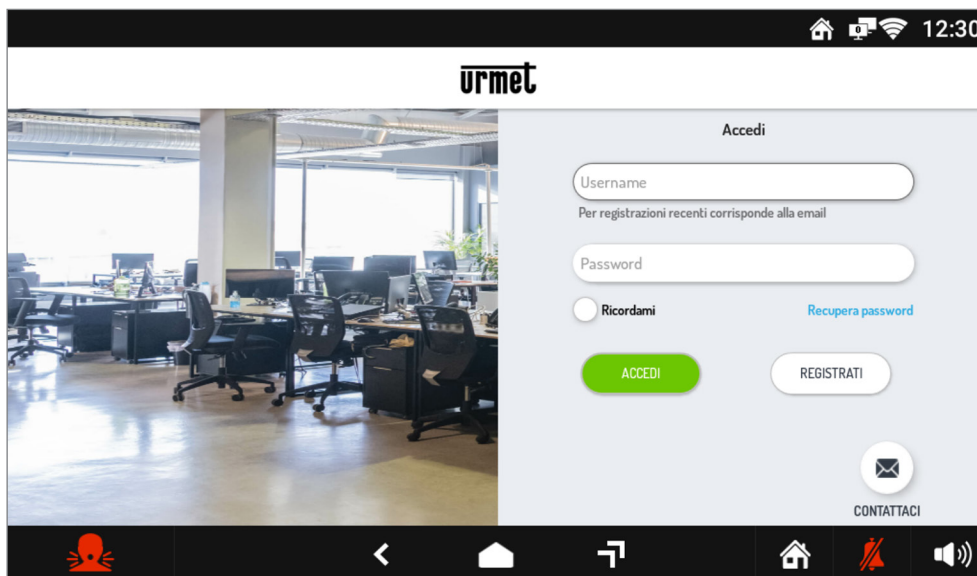 12:30
urmet
Accedi
Username
Per registrazioni recenti corrisponde alla email
Password
Ricordami
Recupera password
ACCEDI
REGISTRATI
CONTATTACI